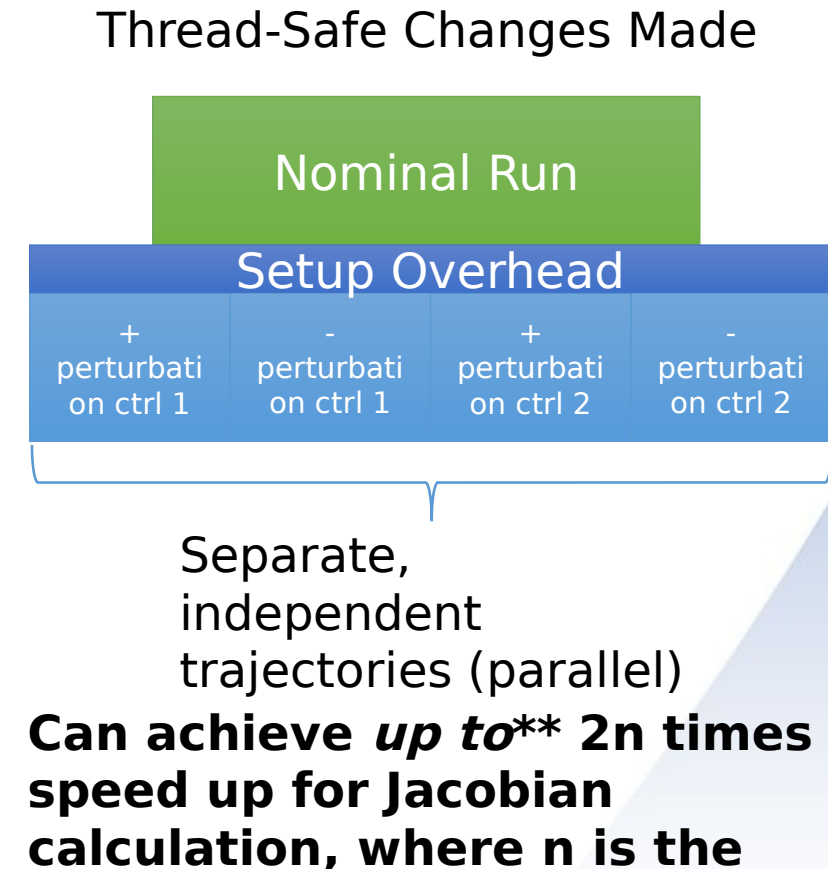 Thread-Safe Changes Made
Nominal Run
Setup Overhead
+
perturbati
on ctrl 1
-
perturbati
on ctrl 1
+
perturbati
on ctrl 2
-
perturbati
on ctrl 2
Separate,
independent
trajectories (parallel)
Can achieve up to** 2n times
speed up for Jacobian
calculation, where n is the